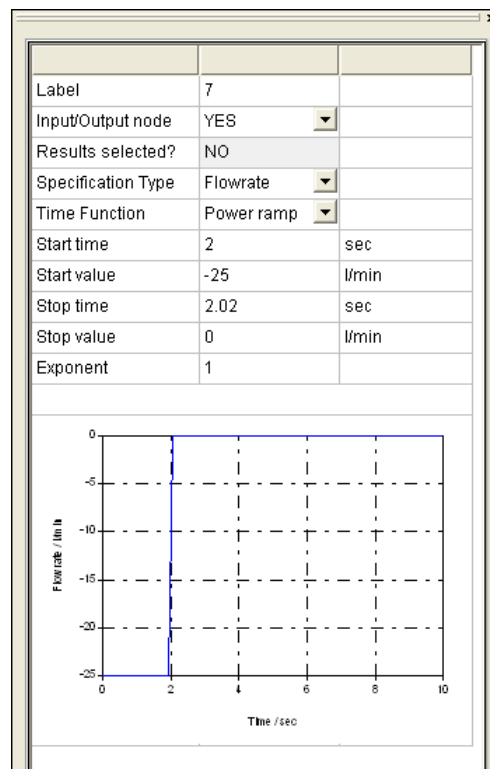 Label 7
Input/Output node YES
Results selected? NO
Specification Type Flowrate
Time Function Power ramp
Start time 2 sec
Start value -25 l/min
Stop time 2.02 sec
Stop value 0 l/min
Exponent 1
0
-5
-10
-15
-20
-25
Flowrate / l/min
0 2 4 6 8 10
Time / sec